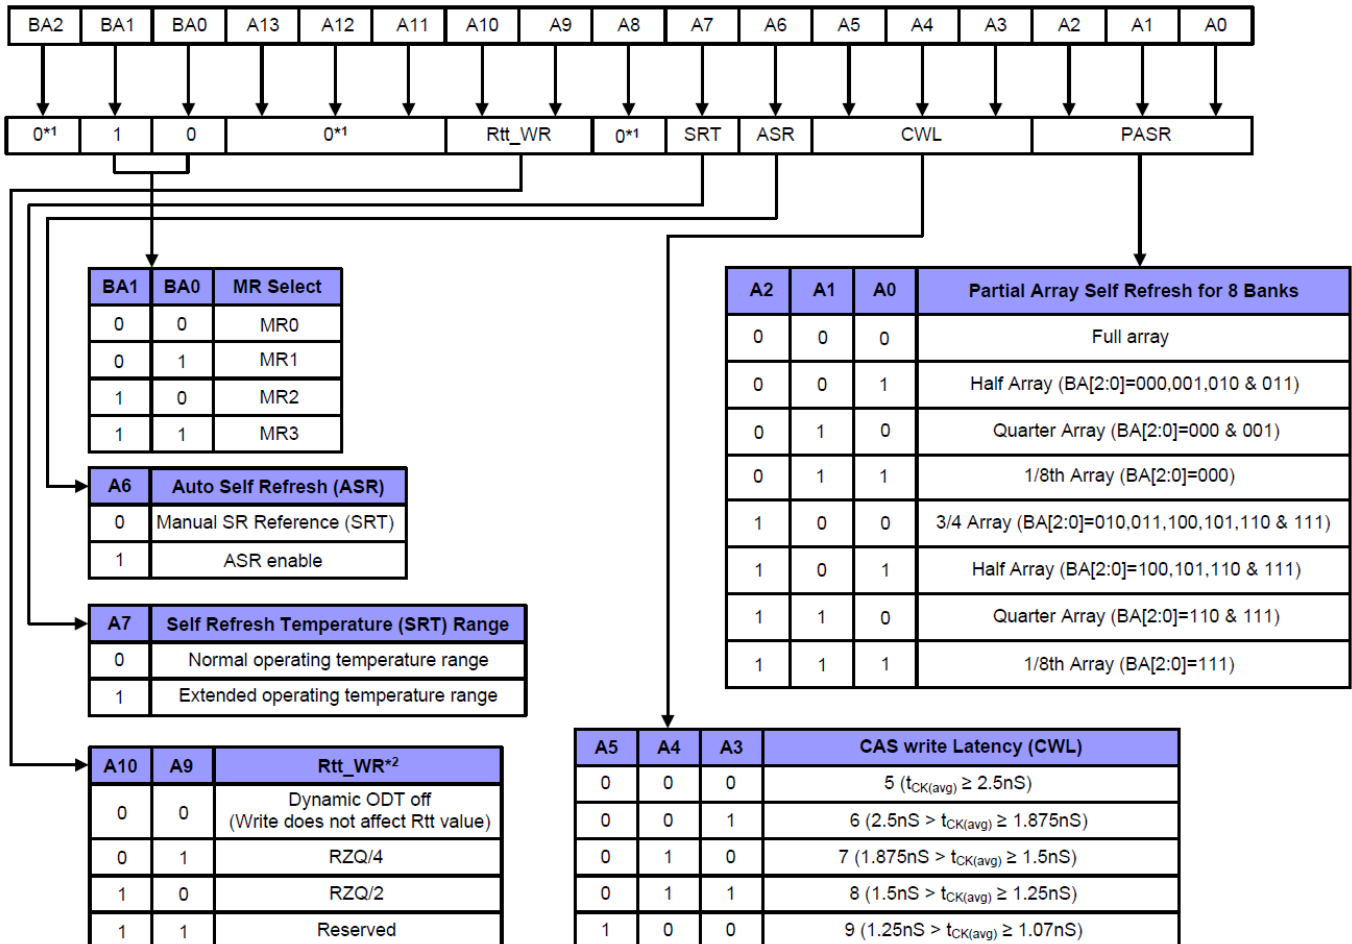 BA2 BA1 BA0 A13 A12 A11 A10 A9 A8 A7 A6 A5 A4 A3 A2 A1 A0
0*1 1 0 0*1 Rtt_WR 0*1 SRT ASR CWL PASR
BA1 BA0 MR Select
0 0 MR0
0 1 MR1
1 0 MR2
1 1 MR3
A6 Auto Self Refresh (ASR)
0 Manual SR Reference (SRT)
1 ASR enable
A7 Self Refresh Temperature (SRT) Range
0 Normal operating temperature range
1 Extended operating temperature range
A10 A9 Rtt_WR*2
0 0 Dynamic ODT off
(Write does not affect Rtt value)
0 1 RZQ/4
1 0 RZQ/2
1 1 Reserved
A2 A1 A0 Partial Array Self Refresh for 8 Banks
0 0 0 Full array
0 0 1 Half Array (BA[2:0]=000,001,010 & 011)
0 1 0 Quarter Array (BA[2:0]=000 & 001)
0 1 1 1/8th Array (BA[2:0]=000)
1 0 0 3/4 Array (BA[2:0]=010,011,100,101,110 & 111)
1 0 1 Half Array (BA[2:0]=100,101,110 & 111)
1 1 0 Quarter Array (BA[2:0]=110 & 111)
1 1 1 1/8th Array (BA[2:0]=111)
A5 A4 A3 CAS write Latency (CWL)
0 0 0 5 (tCK(avg) ≥ 2.5nS)
0 0 1 6 (2.5nS > tCK(avg) ≥ 1.875nS)
0 1 0 7 (1.875nS > tCK(avg) ≥ 1.5nS)
0 1 1 8 (1.5nS > tCK(avg) ≥ 1.25nS)
1 0 0 9 (1.25nS > tCK(avg) ≥ 1.07nS)